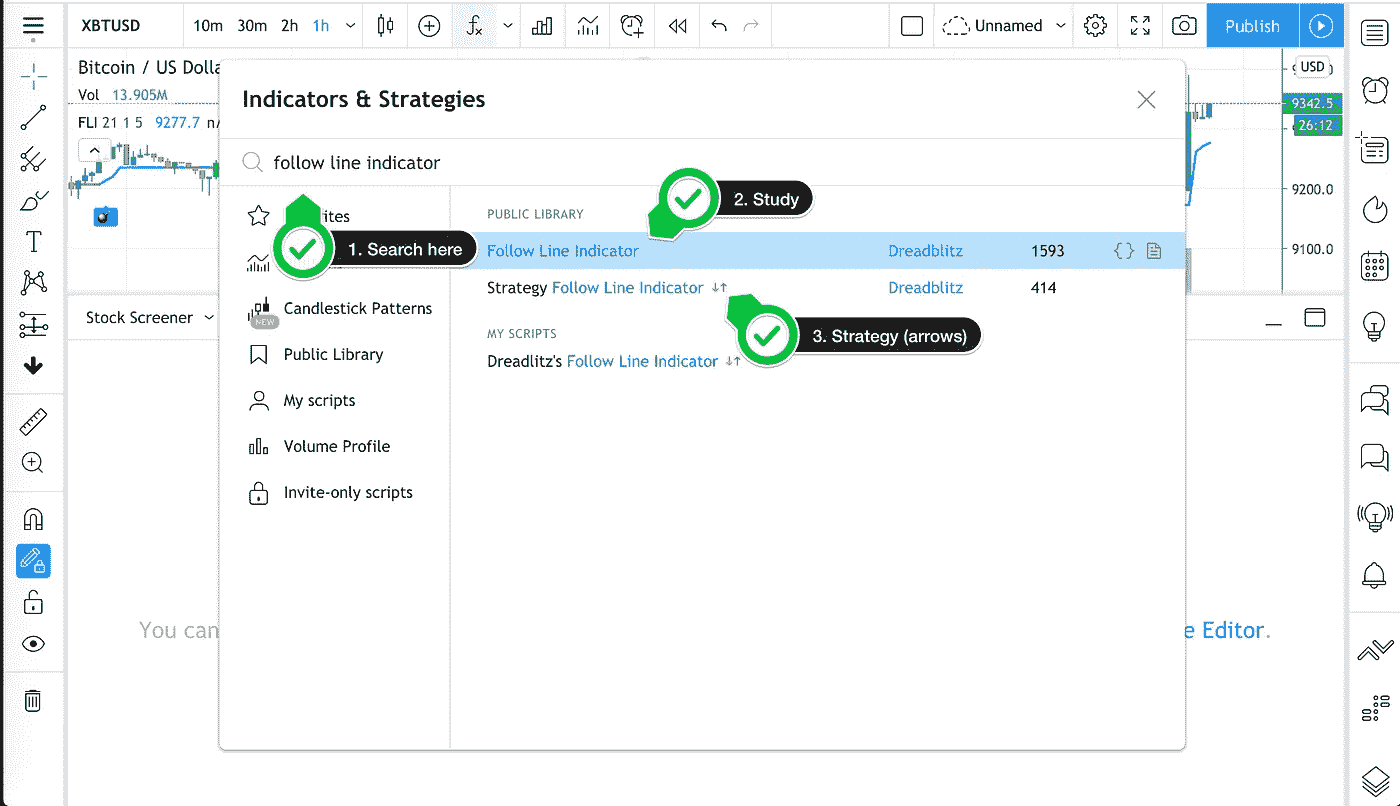 XBTUSD 10m 30m 2h 1h Unnamed Publish
Bitcoin / US Dolla
USD
Vol 13.905M
9342.5
FLI 21 1 5 9277.7 n/
26:12
9200.0
9100.0
Indicators & Strategies
follow line indicator
ites
1. Search here
Candlestick Patterns
NEW
Public Library
My scripts
Volume Profile
Invite-only scripts
PUBLIC LIBRARY
2. Study
Follow Line Indicator Dreadblitz 1593
Strategy Follow Line Indicator Dreadblitz 414
3. Strategy (arrows)
MY SCRIPTS
Dreadlitz's Follow Line Indicator
Stock Screener
You can
e Editor.